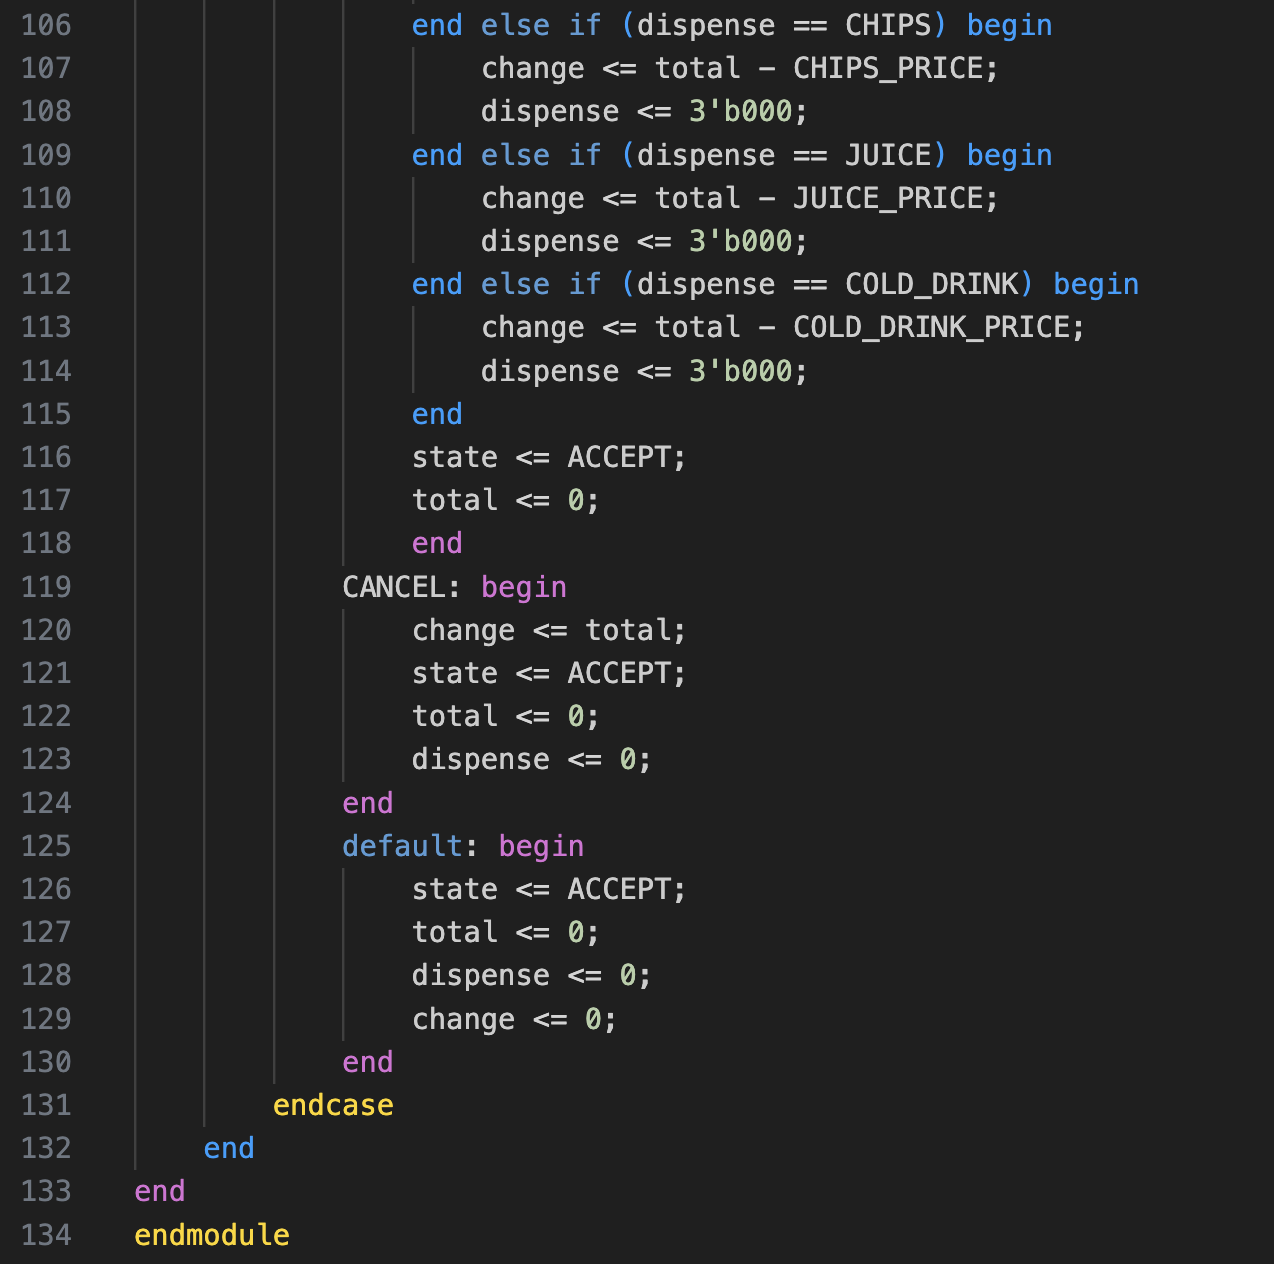 106 end else if (dispense == CHIPS) begin
107 change <= total - CHIPS_PRICE;
108 dispense <= 3'b000;
109 end else if (dispense == JUICE) begin
110 change <= total - JUICE_PRICE;
111 dispense <= 3'b000;
112 end else if (dispense == COLD_DRINK) begin
113 change <= total - COLD_DRINK_PRICE;
114 dispense <= 3'b000;
115 end
116 state <= ACCEPT;
117 total <= 0;
118 end
119 CANCEL: begin
120 change <= total;
121 state <= ACCEPT;
122 total <= 0;
123 dispense <= 0;
124 end
125 default: begin
126 state <= ACCEPT;
127 total <= 0;
128 dispense <= 0;
129 change <= 0;
130 end
131 endcase
132 end
133 end
134 endmodule